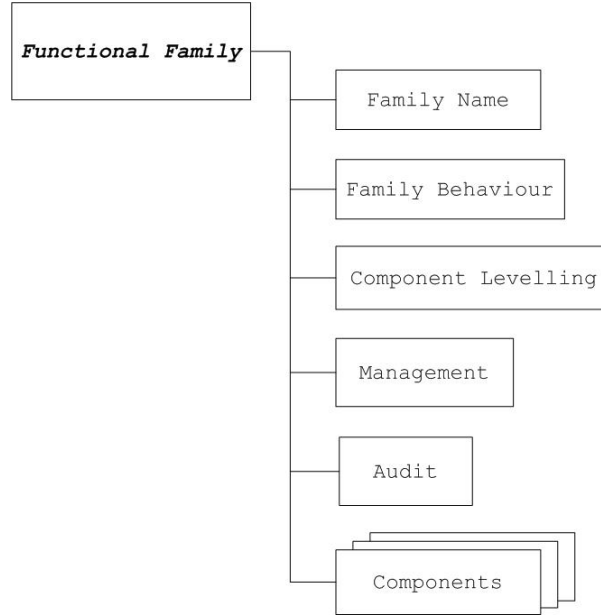 Functional Family
Family Name
Family Behaviour
Component Levelling
Management
Audit
Components